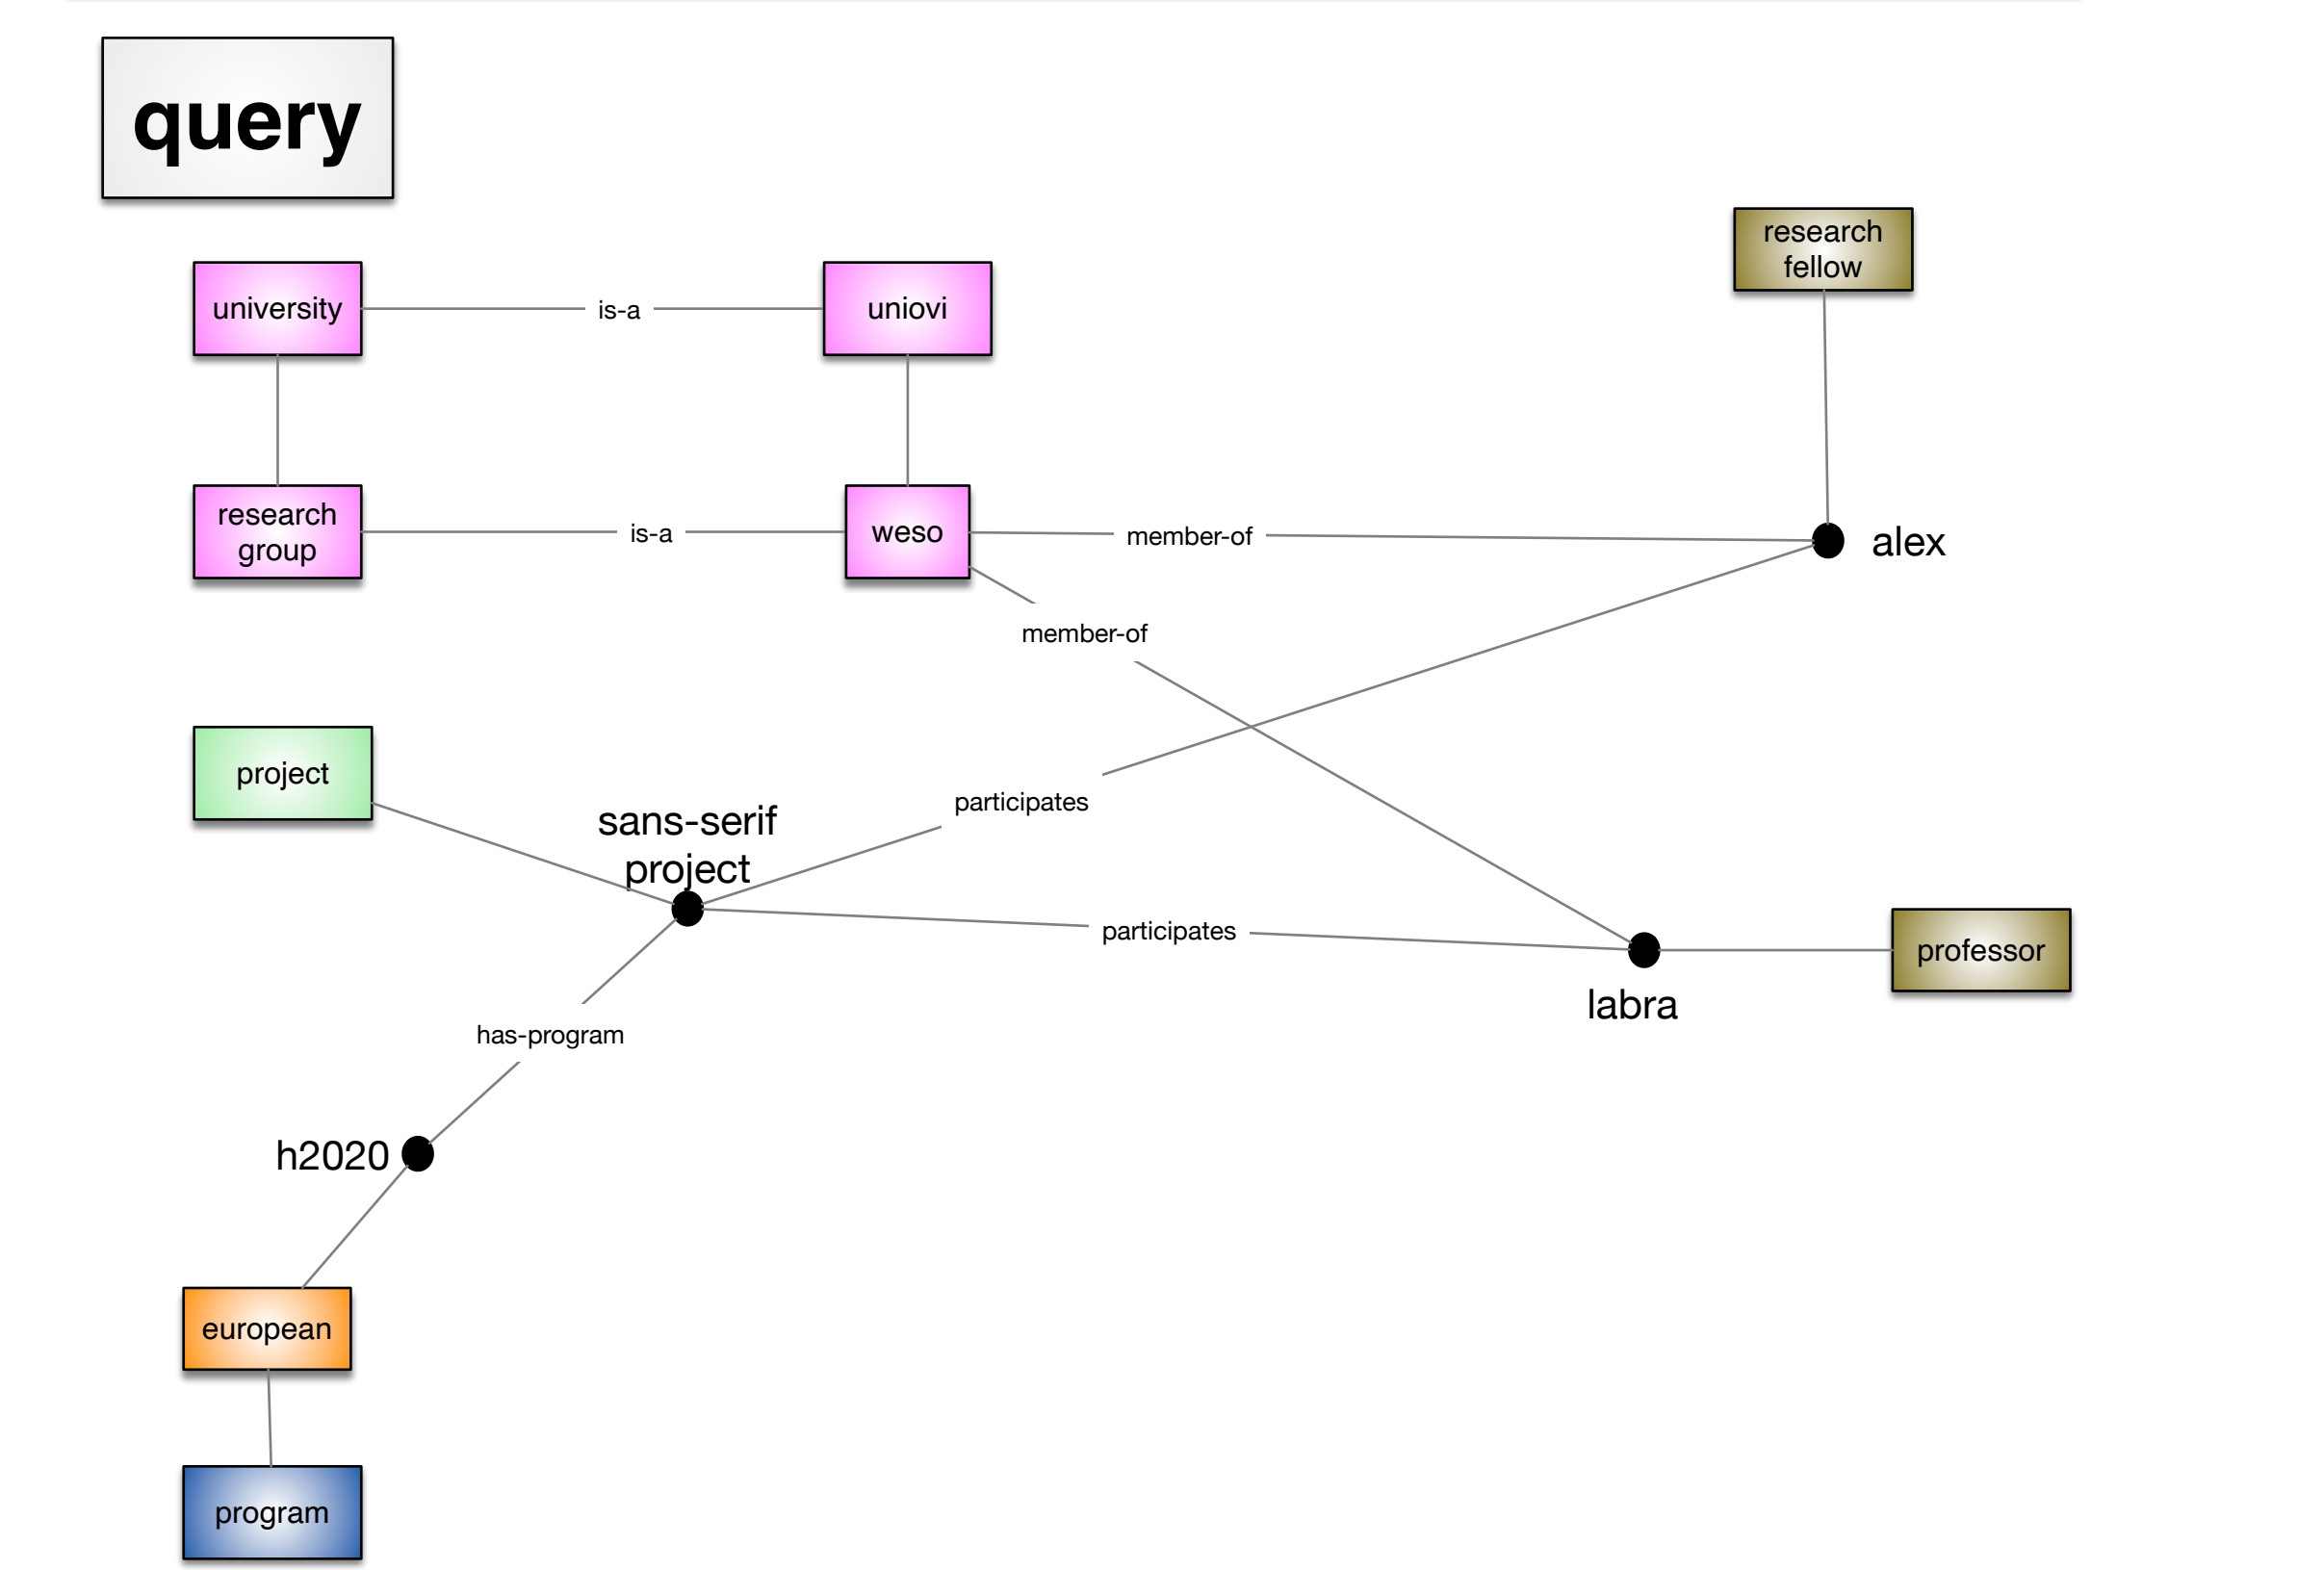 query
research
fellow
university
is-a
uniovi
research
group
is-a
weso
member-of
alex
member-of
project
sans-serif
project
participates
participates
professor
labra
has-program
h2020
european
program